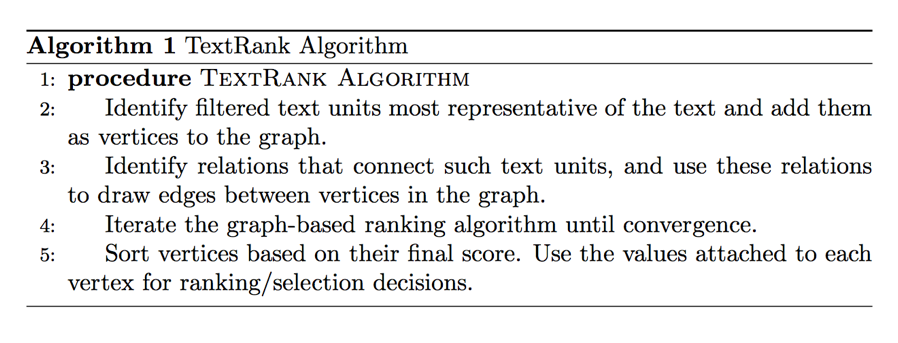 Algorithm 1 TextRank Algorithm
1: procedure TEXTRANK ALGORITHM
2: Identify filtered text units most representative of the text and add them
as vertices to the graph.
3: Identify relations that connect such text units, and use these relations
to draw edges between vertices in the graph.
4: Iterate the graph-based ranking algorithm until convergence.
5: Sort vertices based on their final score. Use the values attached to each
vertex for ranking/selection decisions.